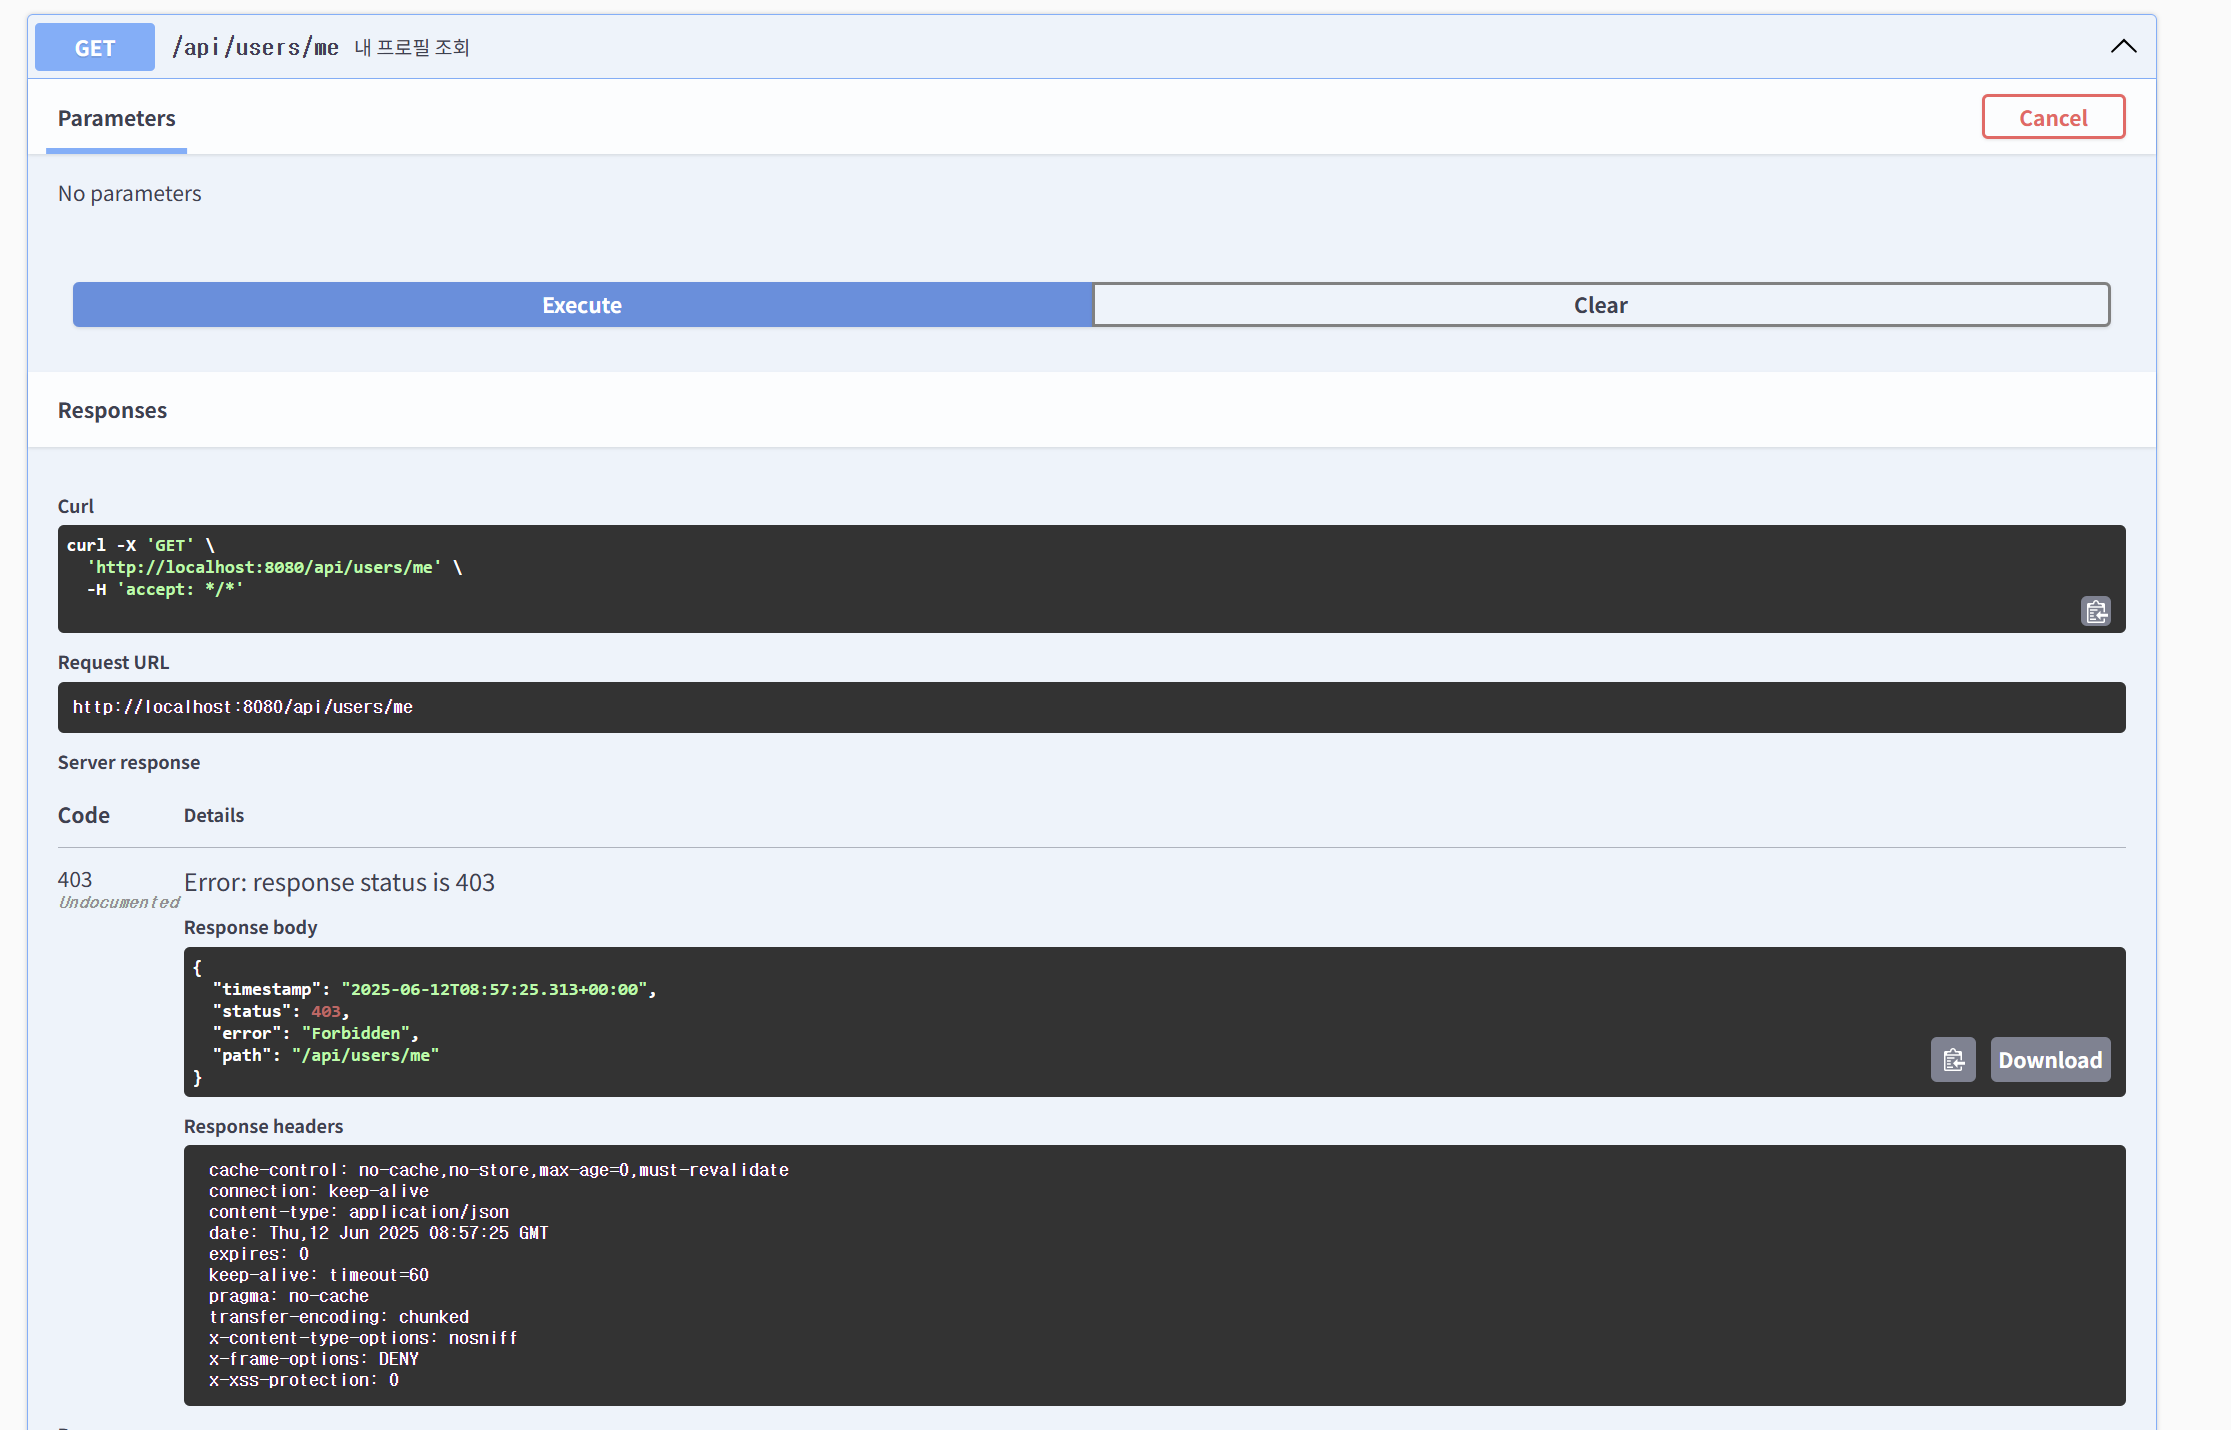 GET /api/users/me 내 프로필 조회
Parameters
Cancel
No parameters
Execute
Clear
Responses
Curl
curl -X 'GET' \
  'http://localhost:8080/api/users/me' \
  -H 'accept: */*'
Request URL
http://localhost:8080/api/users/me
Server response
Code Details
403 Error: response status is 403
Undocumented
Response body
{
  "timestamp": "2025-06-12T08:57:25.313+00:00",
  "status": 403,
  "error": "Forbidden",
  "path": "/api/users/me"
}
Download
Response headers
cache-control: no-cache,no-store,max-age=0,must-revalidate
connection: keep-alive
content-type: application/json
date: Thu,12 Jun 2025 08:57:25 GMT
expires: 0
keep-alive: timeout=60
pragma: no-cache
transfer-encoding: chunked
x-content-type-options: nosniff
x-frame-options: DENY
x-xss-protection: 0